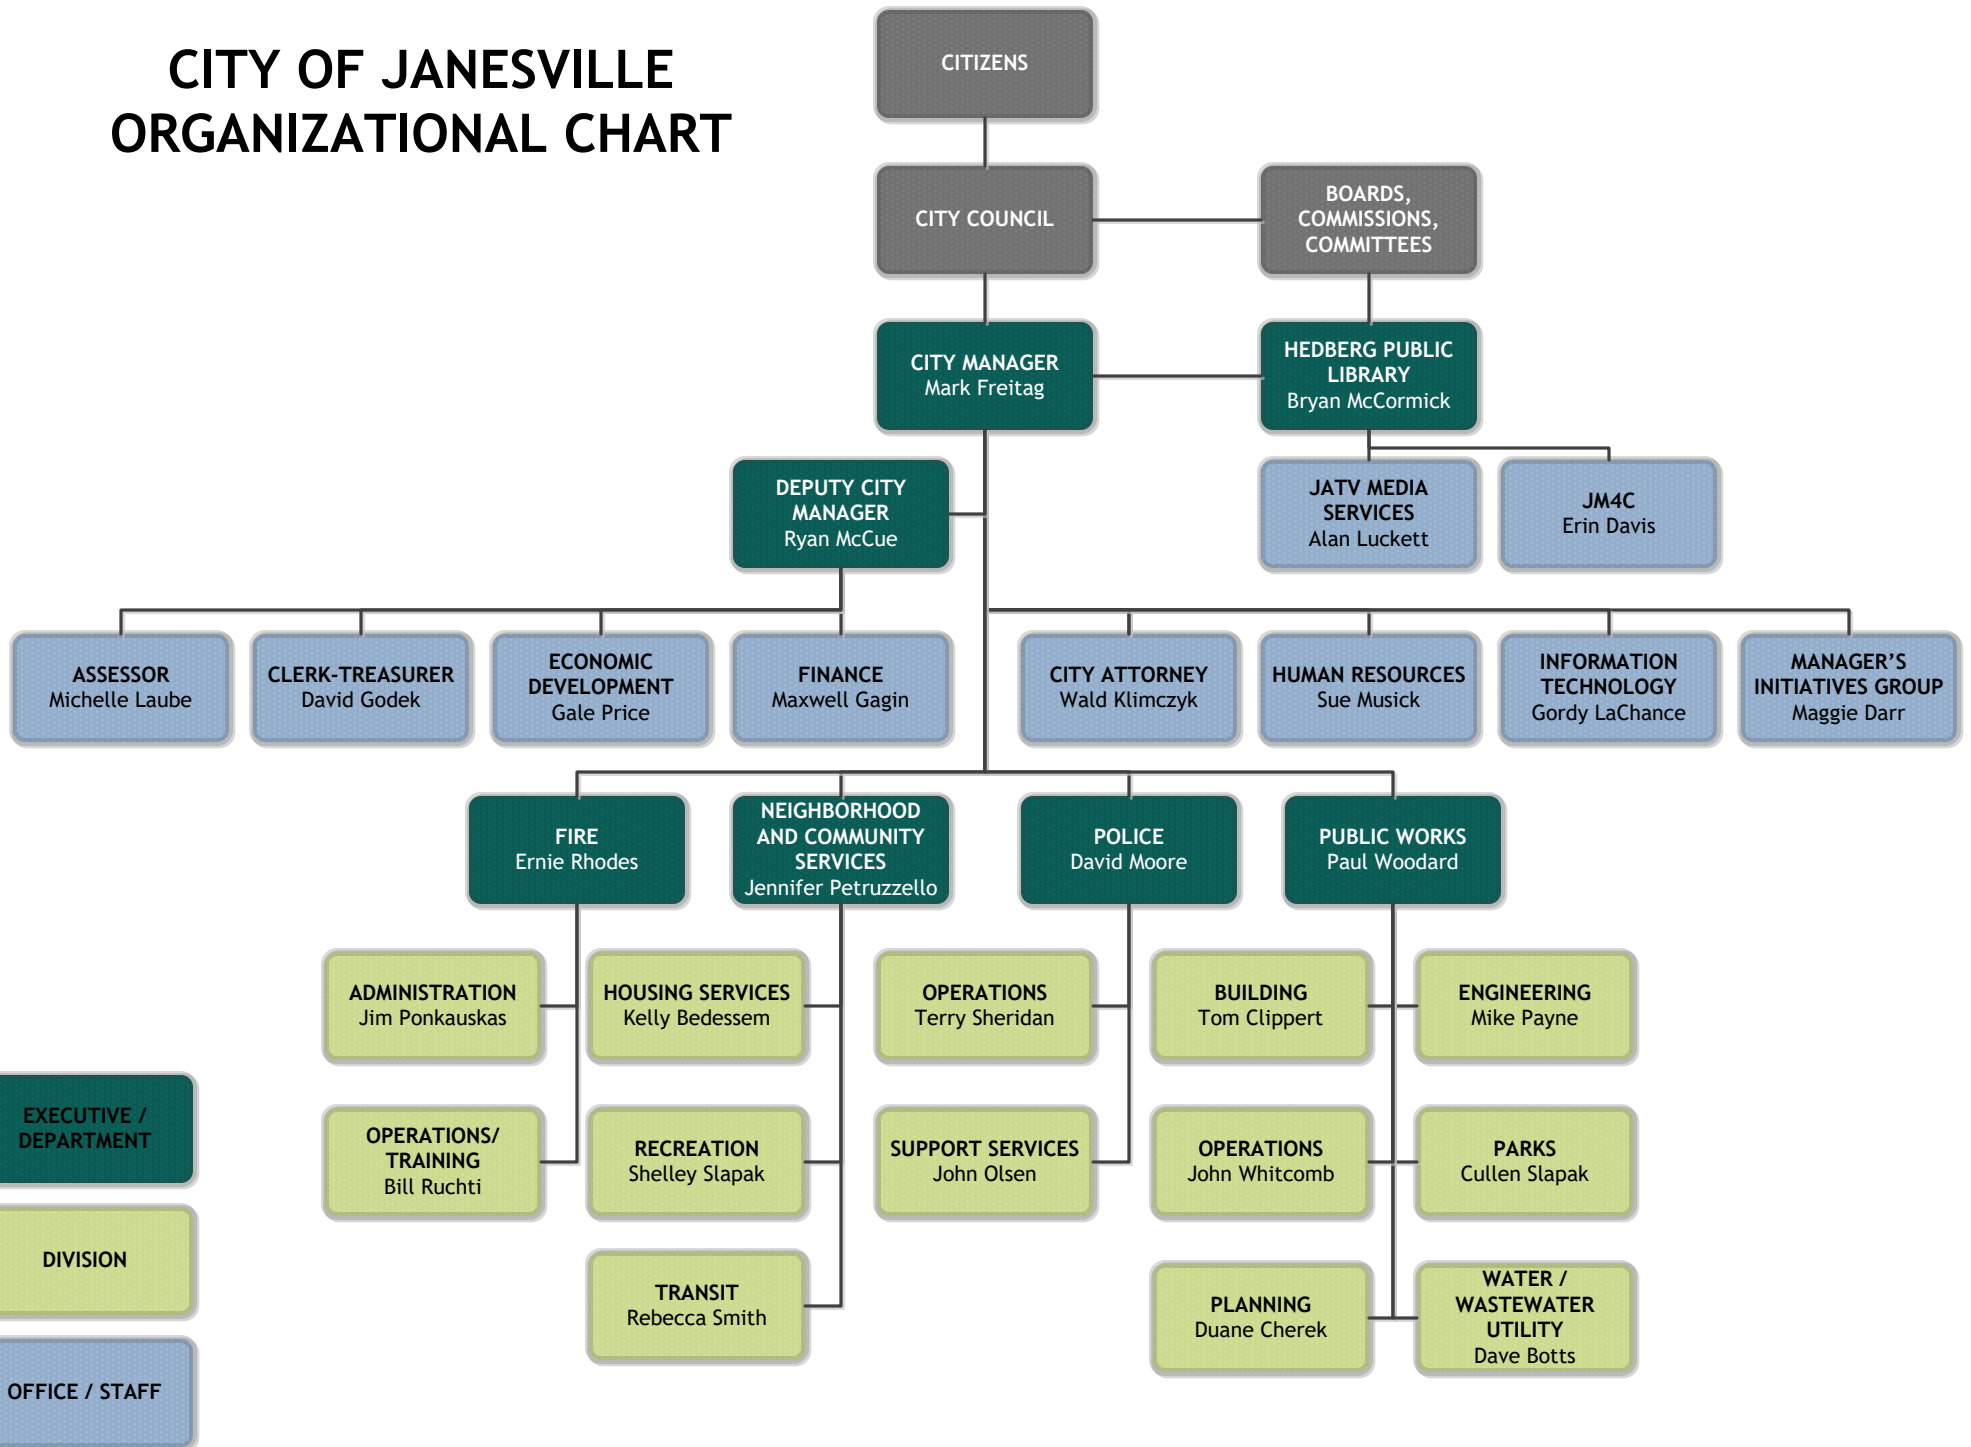 CITY OF JANESVILLE
ORGANIZATIONAL CHART
CITIZENS
CITY COUNCIL
BOARDS,
COMMISSIONS,
COMMITTEES
CITY MANAGER
Mark Freitag
HEDBERG PUBLIC
LIBRARY
Bryan McCormick
DEPUTY CITY
MANAGER
Ryan McCue
JATV MEDIA
SERVICES
Alan Luckett
JM4C
Erin Davis
ASSESSOR
Michelle Laube
CLERK-TREASURER
David Godek
ECONOMIC
DEVELOPMENT
Gale Price
FINANCE
Maxwell Gagin
CITY ATTORNEY
Wald Klimczyk
HUMAN RESOURCES
Sue Musick
INFORMATION
TECHNOLOGY
Gordy LaChance
MANAGER’S
INITIATIVES GROUP
Maggie Darr
FIRE
Ernie Rhodes
NEIGHBORHOOD
AND COMMUNITY
SERVICES
Jennifer Petruzzello
POLICE
David Moore
PUBLIC WORKS
Paul Woodard
ADMINISTRATION
Jim Ponkauskas
HOUSING SERVICES
Kelly Bedessem
OPERATIONS
Terry Sheridan
BUILDING
Tom Clippert
ENGINEERING
Mike Payne
OPERATIONS/
TRAINING
Bill Ruchti
RECREATION
Shelley Slapak
SUPPORT SERVICES
John Olsen
OPERATIONS
John Whitcomb
PARKS
Cullen Slapak
TRANSIT
Rebecca Smith
PLANNING
Duane Cherek
WATER /
WASTEWATER
UTILITY
Dave Botts
EXECUTIVE /
DEPARTMENT
DIVISION
OFFICE / STAFF